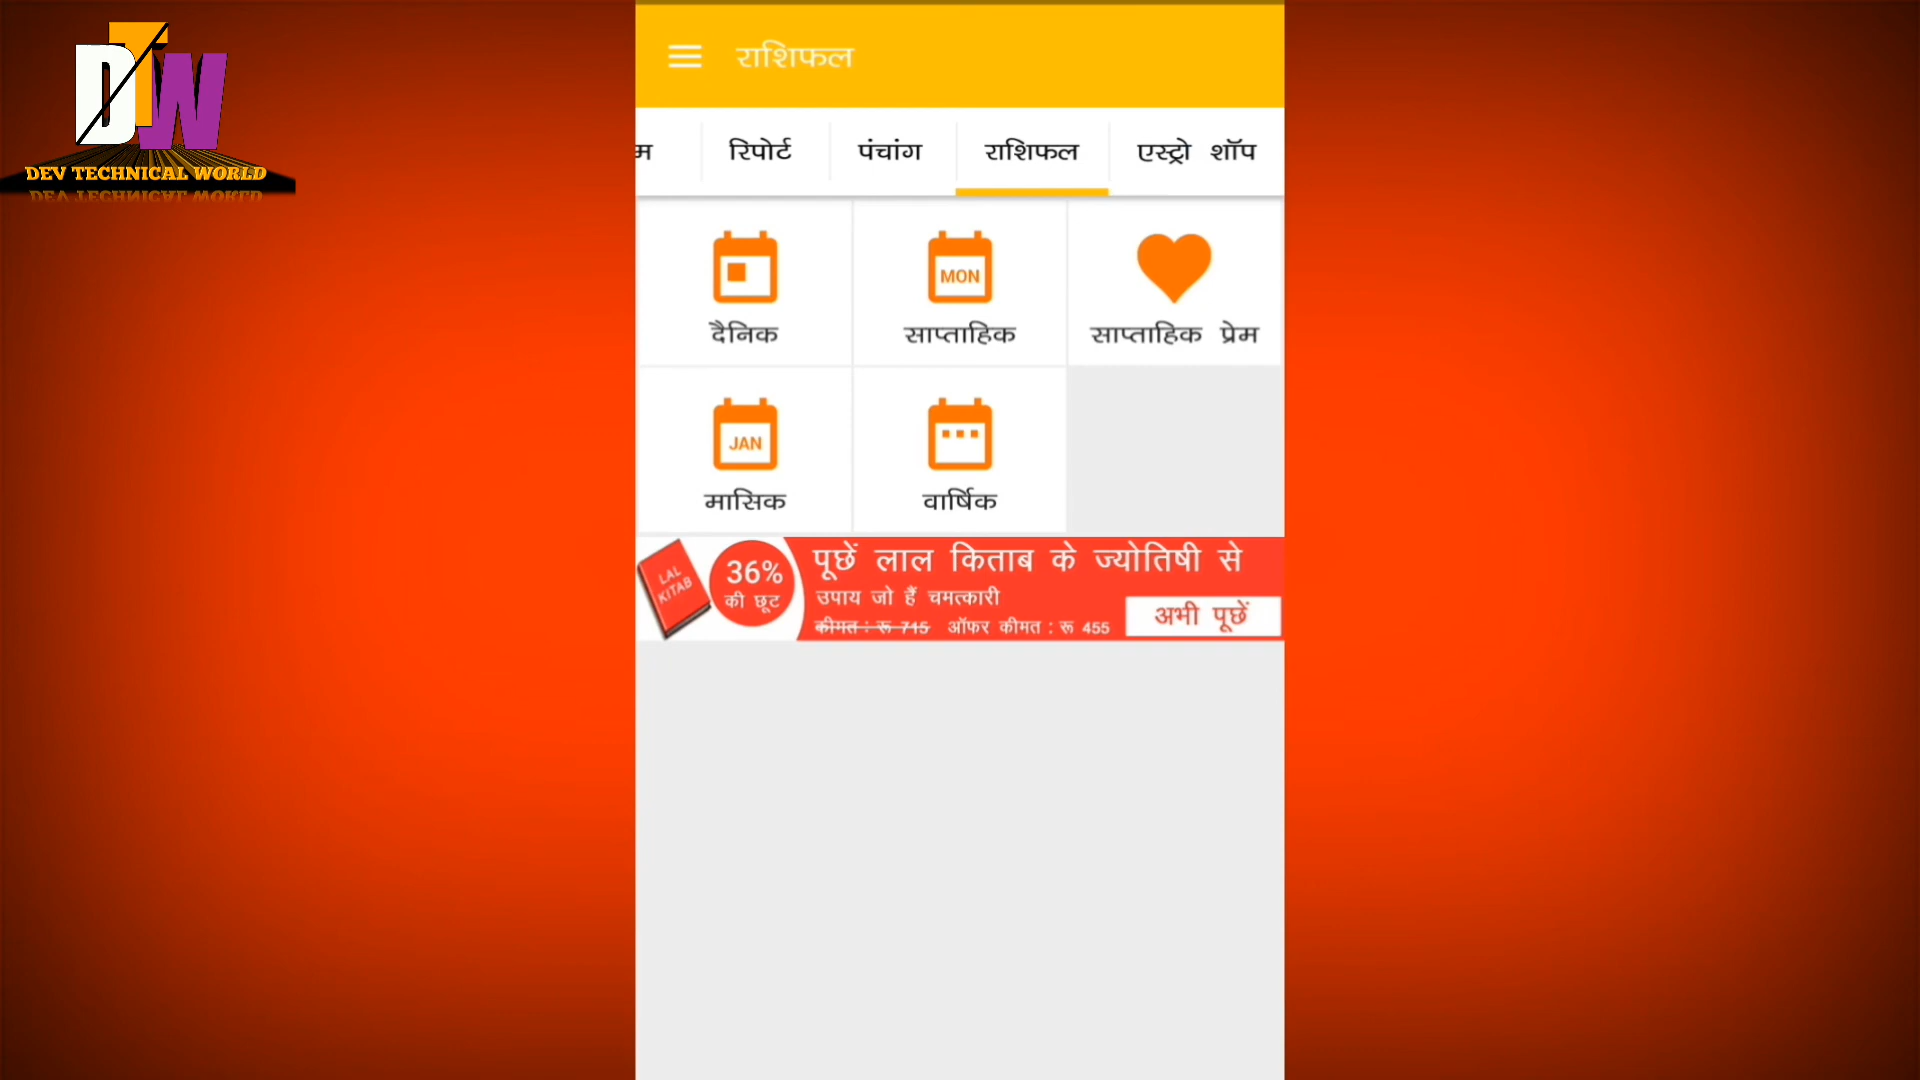 DTW
DEV TECHNICAL WORLD
राशिफल
म रिपोर्ट पंचांग राशिफल एस्ट्रो शॉप
MON
दैनिक साप्ताहिक साप्ताहिक प्रेम
JAN
मासिक वार्षिक
LAL
KITAB
36%
की छूट
पूछें लाल किताब के ज्योतिषी से
उपाय जो हैं चमत्कारी
कीमत : रू 715 ऑफर कीमत : रू 455
अभी पूछें